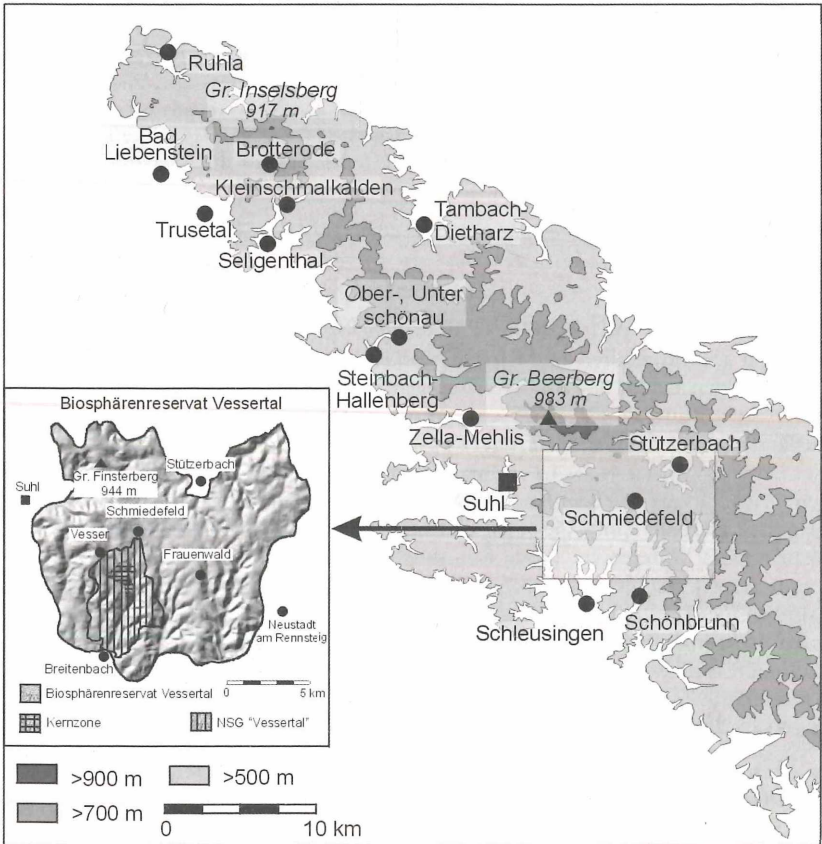 Ruhla
Gr. Inselsberg
917 m
Bad
Liebenstein
Brotterode
Kleinschmalkalden
Trusetal
Seligenthal
Tambach-
Dietharz
Ober-, Unter
schönau
Steinbach-
Hallenberg
Gr. Beerberg
983 m
Zella-Mehlis
Stützerbach
Suhl
Schmiedefeld
Schleusingen
Schönbrunn
Biosphärenreservat Vessertal
Gr. Finsterberg
944 m
Stützerbach
Suhl
Schmiedefeld
Vesser
Frauenwald
Neustadt
am Rennsteig
Breitenbach
Biosphärenreservat Vessertal
0 5 km
Kernzone
NSG "Vessertal"
>900 m
>500 m
>700 m
0 10 km